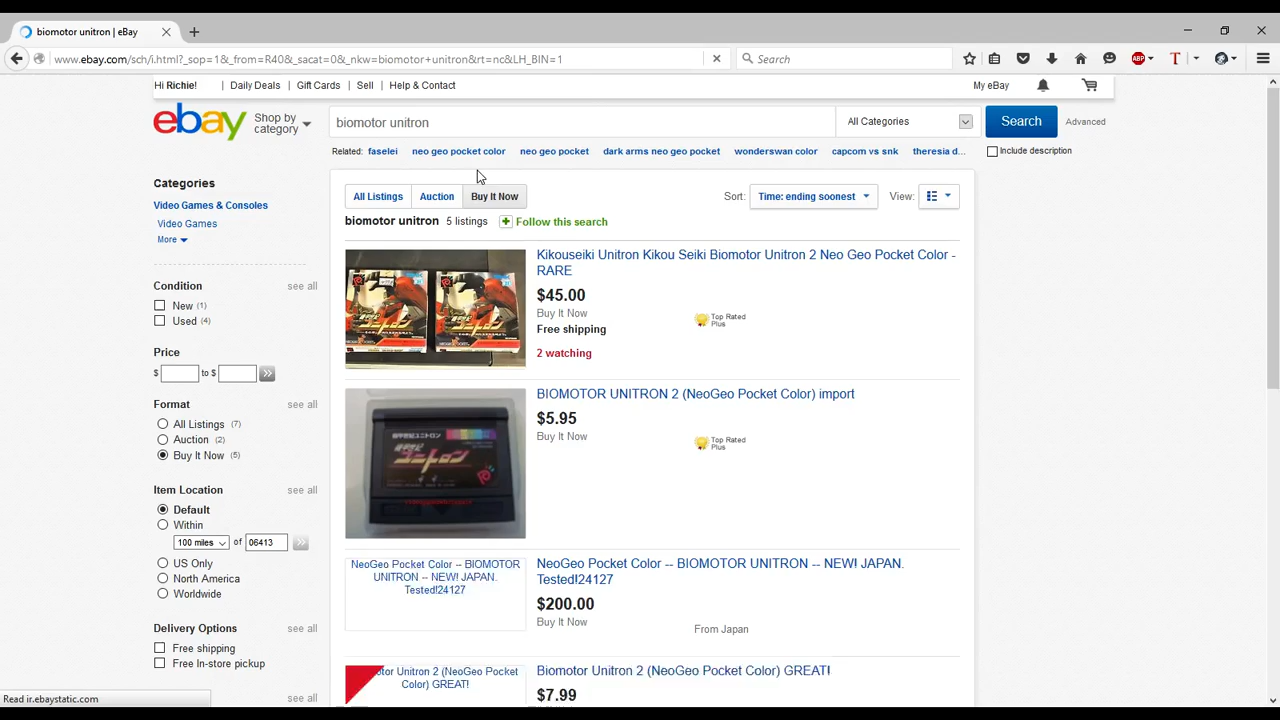 biomotor unitron | eBay
www.ebay.com/sch/i.html?_sop=1&_from=R40&_sacat=0&_nkw=biomotor+unitron&rt=nc&LH_BIN=1
Search
Hi Richie!
Daily Deals
Gift Cards
Sell
Help & Contact
My eBay
ebay
Shop by
category
biomotor unitron
All Categories
Search
Advanced
Related: faselei neo geo pocket color neo geo pocket dark arms neo geo pocket wonderswan color capcom vs snk theresia d...
Include description
Categories
Video Games & Consoles
Video Games
More
Condition see all
New (1)
Used (4)
Price
$ to $
Format see all
All Listings (7)
Auction (2)
Buy It Now (5)
Item Location see all
Default
Within
100 miles of 06413
US Only
North America
Worldwide
Delivery Options see all
Free shipping
Free In-store pickup
see all
All Listings Auction Buy It Now
Sort: Time: ending soonest View:
biomotor unitron 5 listings Follow this search
Kikouseiki Unitron Kikou Seiki Biomotor Unitron 2 Neo Geo Pocket Color -
RARE
$45.00
Buy It Now
Free shipping
Top Rated
Plus
2 watching
BIOMOTOR UNITRON 2 (NeoGeo Pocket Color) import
$5.95
Buy It Now
Top Rated
Plus
ユニトロン
NeoGeo Pocket Color -- BIOMOTOR
UNITRON -- NEW! JAPAN.
Tested!24127
NeoGeo Pocket Color -- BIOMOTOR UNITRON -- NEW! JAPAN.
Tested!24127
$200.00
Buy It Now
From Japan
otor Unitron 2 (NeoGeo Pocket
Color) GREAT!
Biomotor Unitron 2 (NeoGeo Pocket Color) GREAT!
$7.99
Read ir.ebaystatic.com
ABP